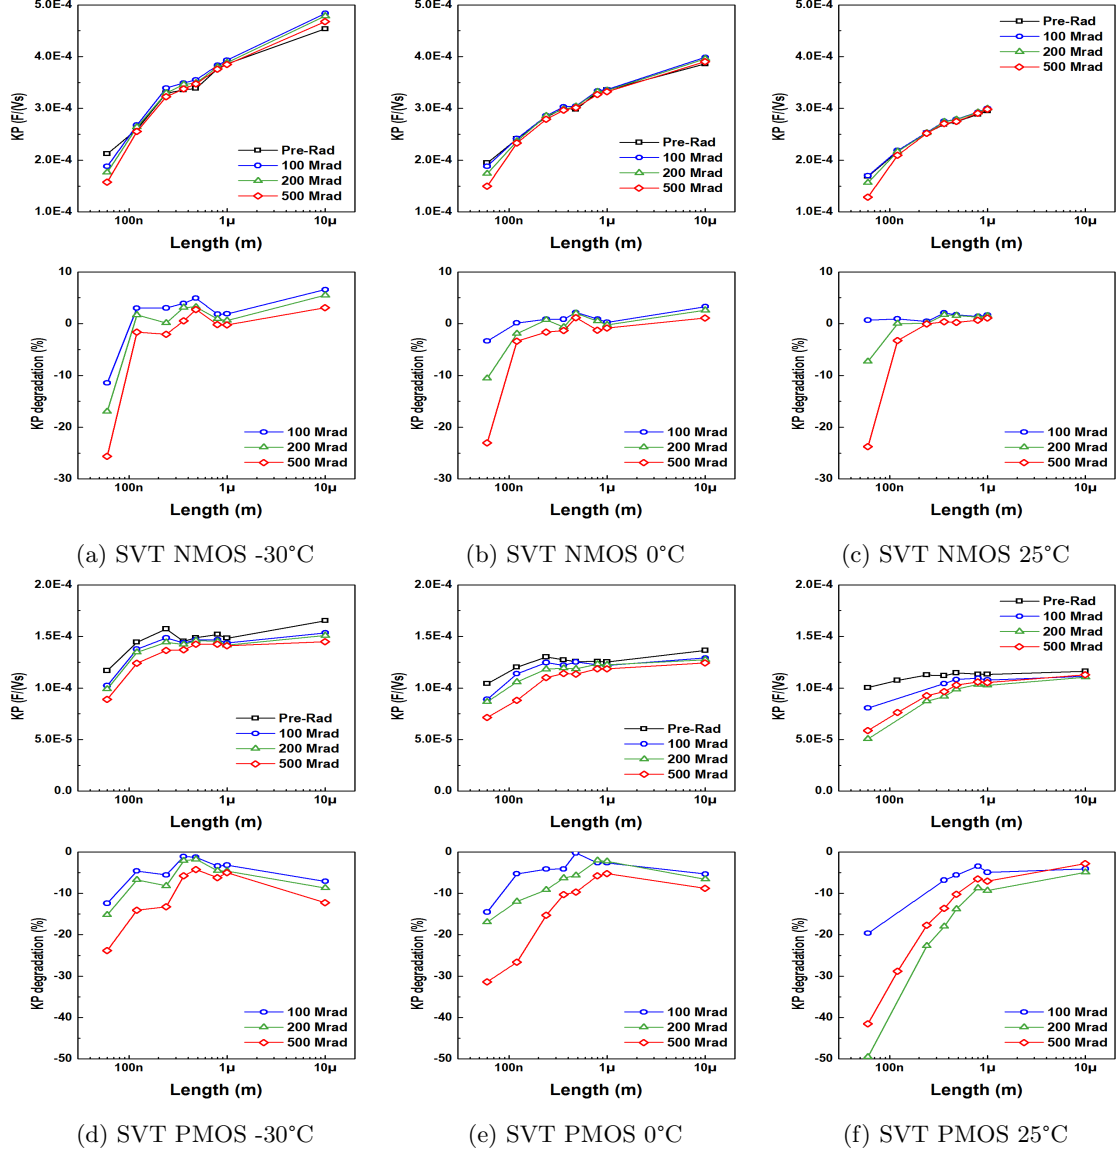 5.0E-4
4.0E-4
3.0E-4
2.0E-4
1.0E-4
KP (F/(Vs)
Pre-Rad
100 Mrad
200 Mrad
500 Mrad
100n 1µ 10µ
Length (m)
5.0E-4
4.0E-4
3.0E-4
2.0E-4
1.0E-4
KP (F/(Vs)
Pre-Rad
100 Mrad
200 Mrad
500 Mrad
100n 1µ 10µ
Length (m)
5.0E-4
4.0E-4
3.0E-4
2.0E-4
1.0E-4
KP (F/(Vs)
Pre-Rad
100 Mrad
200 Mrad
500 Mrad
100n 1µ 10µ
Length (m)
10
0
-10
-20
-30
KP degradation (%)
100 Mrad
200 Mrad
500 Mrad
100n 1µ 10µ
Length (m)
(a) SVT NMOS -30°C
10
0
-10
-20
-30
KP degradation (%)
100 Mrad
200 Mrad
500 Mrad
100n 1µ 10µ
Length (m)
(b) SVT NMOS 0°C
10
0
-10
-20
-30
KP degradation (%)
100 Mrad
200 Mrad
500 Mrad
100n 1µ 10µ
Length (m)
(c) SVT NMOS 25°C
2.0E-4
1.5E-4
1.0E-4
5.0E-5
0.0
KP (F/(Vs)
Pre-Rad
100 Mrad
200 Mrad
500 Mrad
100n 1µ 10µ
Length (m)
2.0E-4
1.5E-4
1.0E-4
5.0E-5
0.0
KP (F/(Vs)
Pre-Rad
100 Mrad
200 Mrad
500 Mrad
100n 1µ 10µ
Length (m)
2.0E-4
1.5E-4
1.0E-4
5.0E-5
0.0
KP (F/(Vs)
Pre-Rad
100 Mrad
200 Mrad
500 Mrad
100n 1µ 10µ
Length (m)
0
-10
-20
-30
-40
-50
KP degradation (%)
100 Mrad
200 Mrad
500 Mrad
100n 1µ 10µ
Length (m)
(d) SVT PMOS -30°C
0
-10
-20
-30
-40
-50
KP degradation (%)
100 Mrad
200 Mrad
500 Mrad
100n 1µ 10µ
Length (m)
(e) SVT PMOS 0°C
0
-10
-20
-30
-40
-50
KP degradation (%)
100 Mrad
200 Mrad
500 Mrad
100n 1µ 10µ
Length (m)
(f) SVT PMOS 25°C